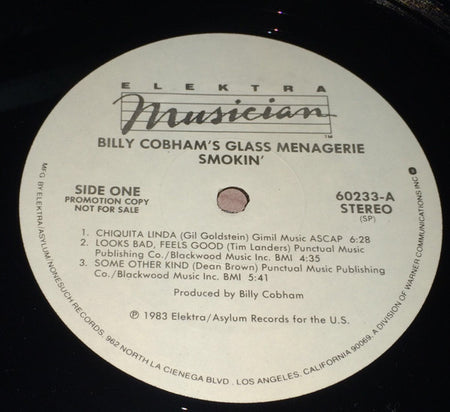 ELEKTRA
Musician TM
BILLY COBHAM'S GLASS MENAGERIE
SMOKIN'
SIDE ONE
PROMOTION COPY
NOT FOR SALE
60233-A
STEREO
(SP)
1. CHIQUITA LINDA (Gil Goldstein) Gimil Music ASCAP 6:28
2. LOOKS BAD, FEELS GOOD (Tim Landers) Punctual Music
Publishing Co./Blackwood Music Inc. BMI 4:35
3. SOME OTHER KIND (Dean Brown) Punctual Music Publishing
Co./Blackwood Music Inc. BMI 5:41
Produced by Billy Cobham
℗ 1983 Elektra/Asylum Records for the U.S.
MFG. BY ELEKTRA/ASYLUM/NONESUCH RECORDS, 962 NORTH LA CIENEGA BLVD., LOS ANGELES, CALIFORNIA 90069, A DIVISION OF WARNER COMMUNICATIONS INC.